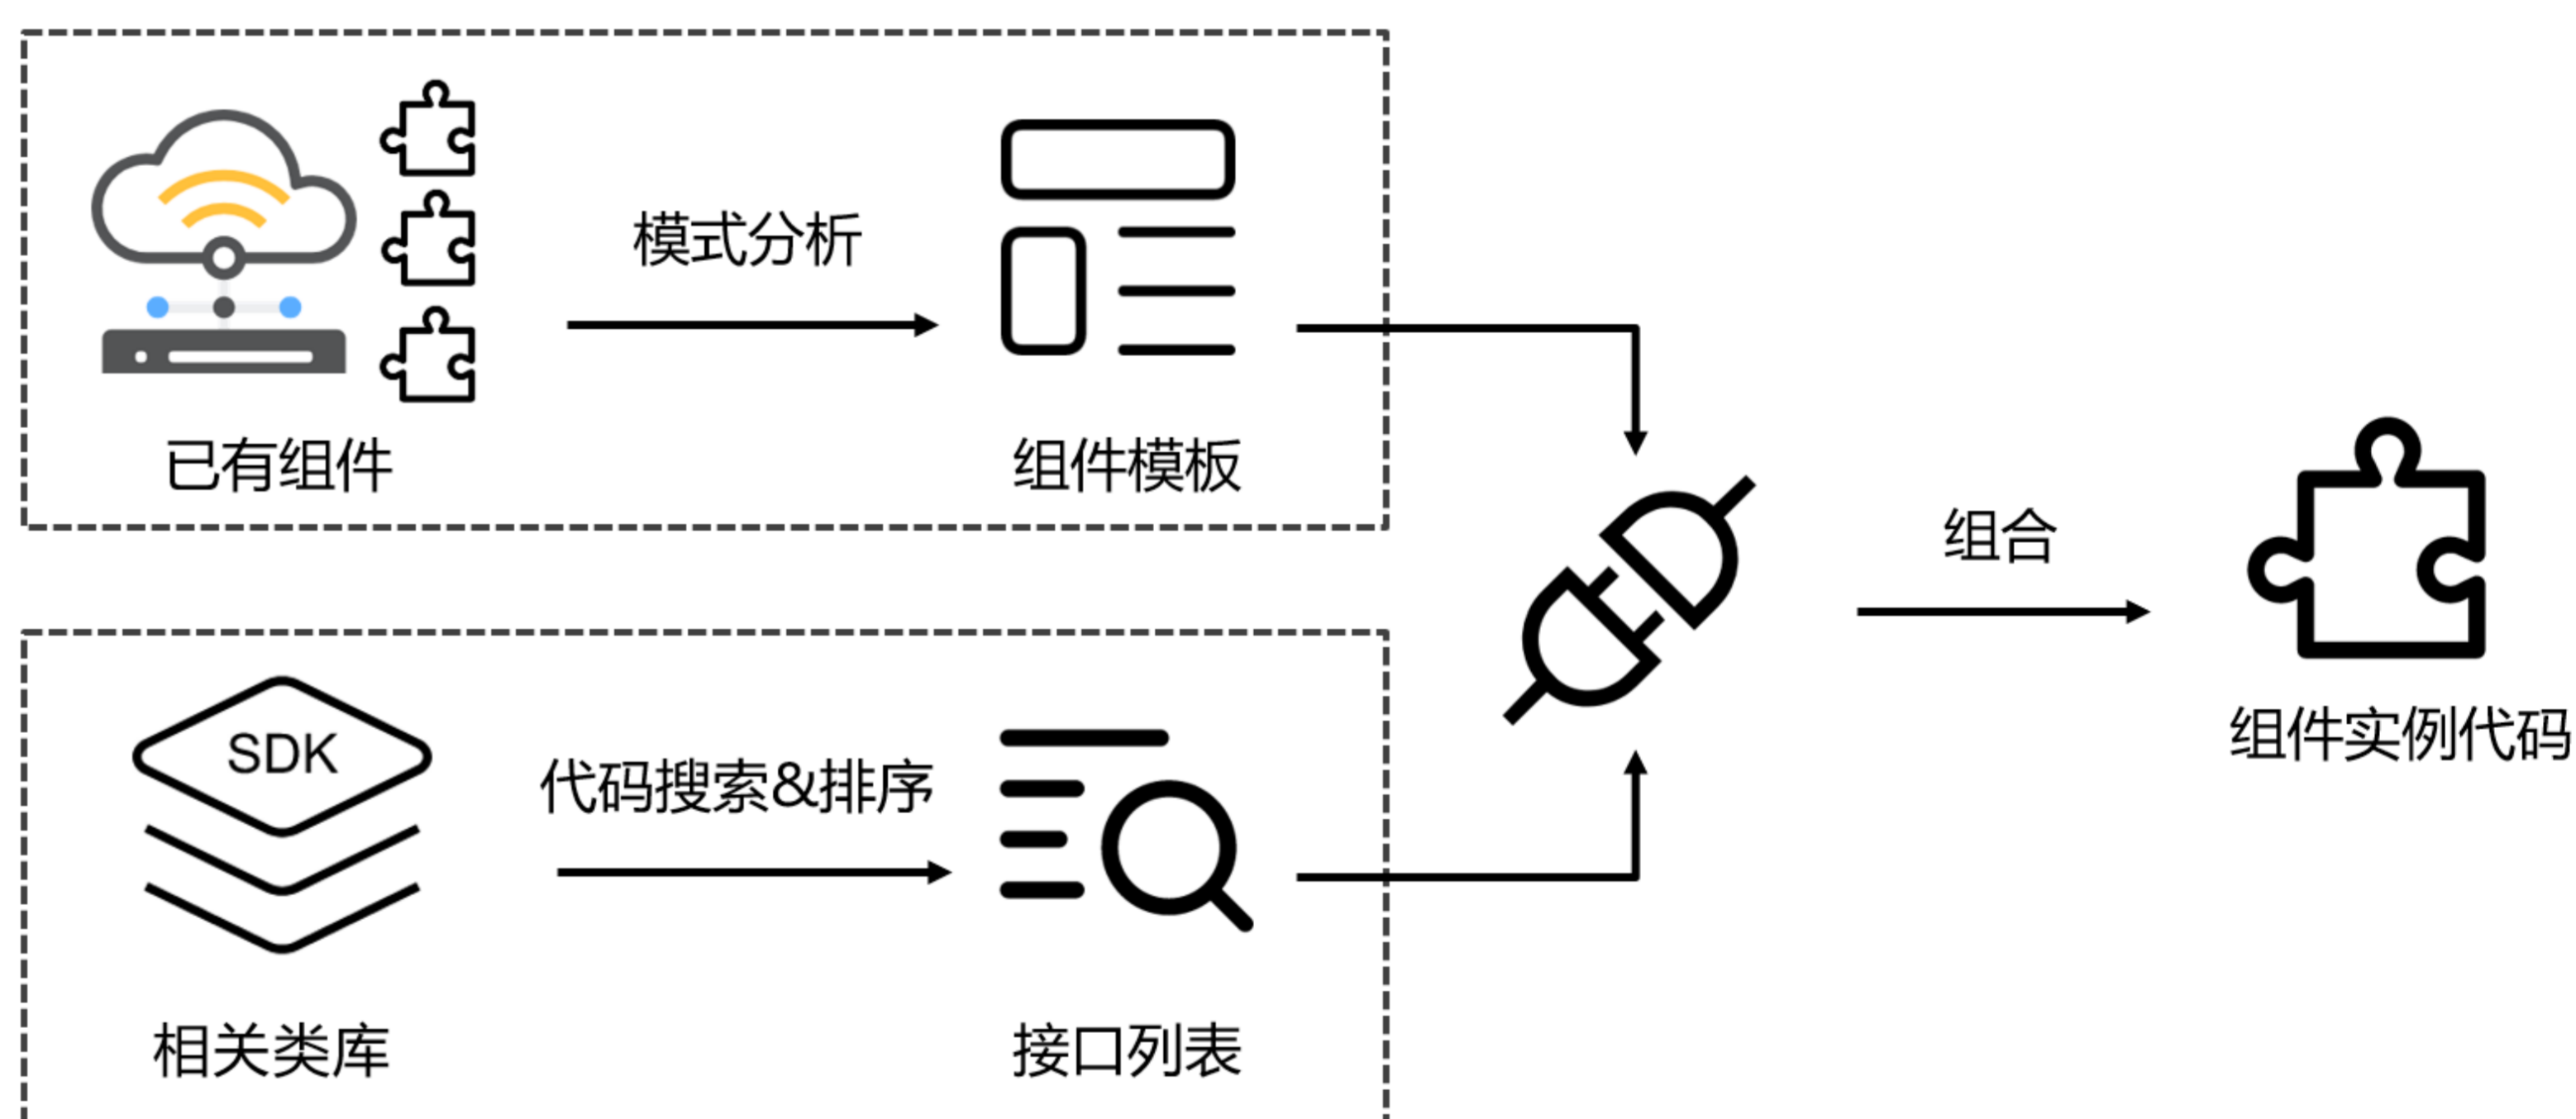 模式分析
已有组件
组件模板
组合
SDK
代码搜索&排序
组件实例代码
相关类库
接口列表